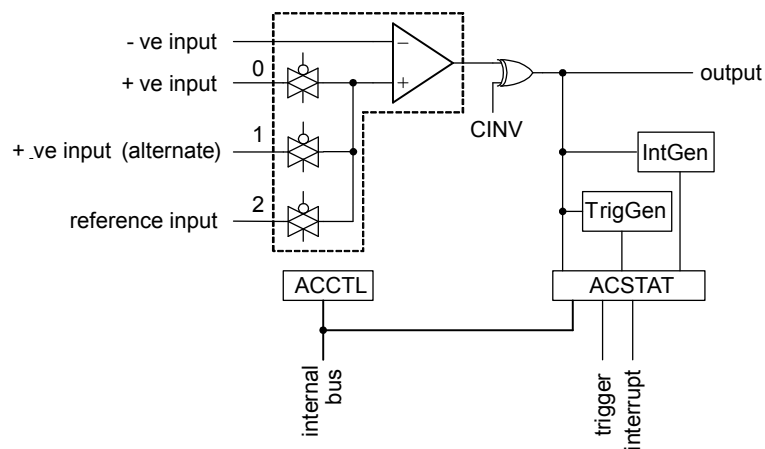 - ve input
0
+ ve input
−
+
output
CINV
1
+ -ve input (alternate)
IntGen
2
reference input
TrigGen
ACCTL
ACSTAT
internal
bus
trigger
interrupt